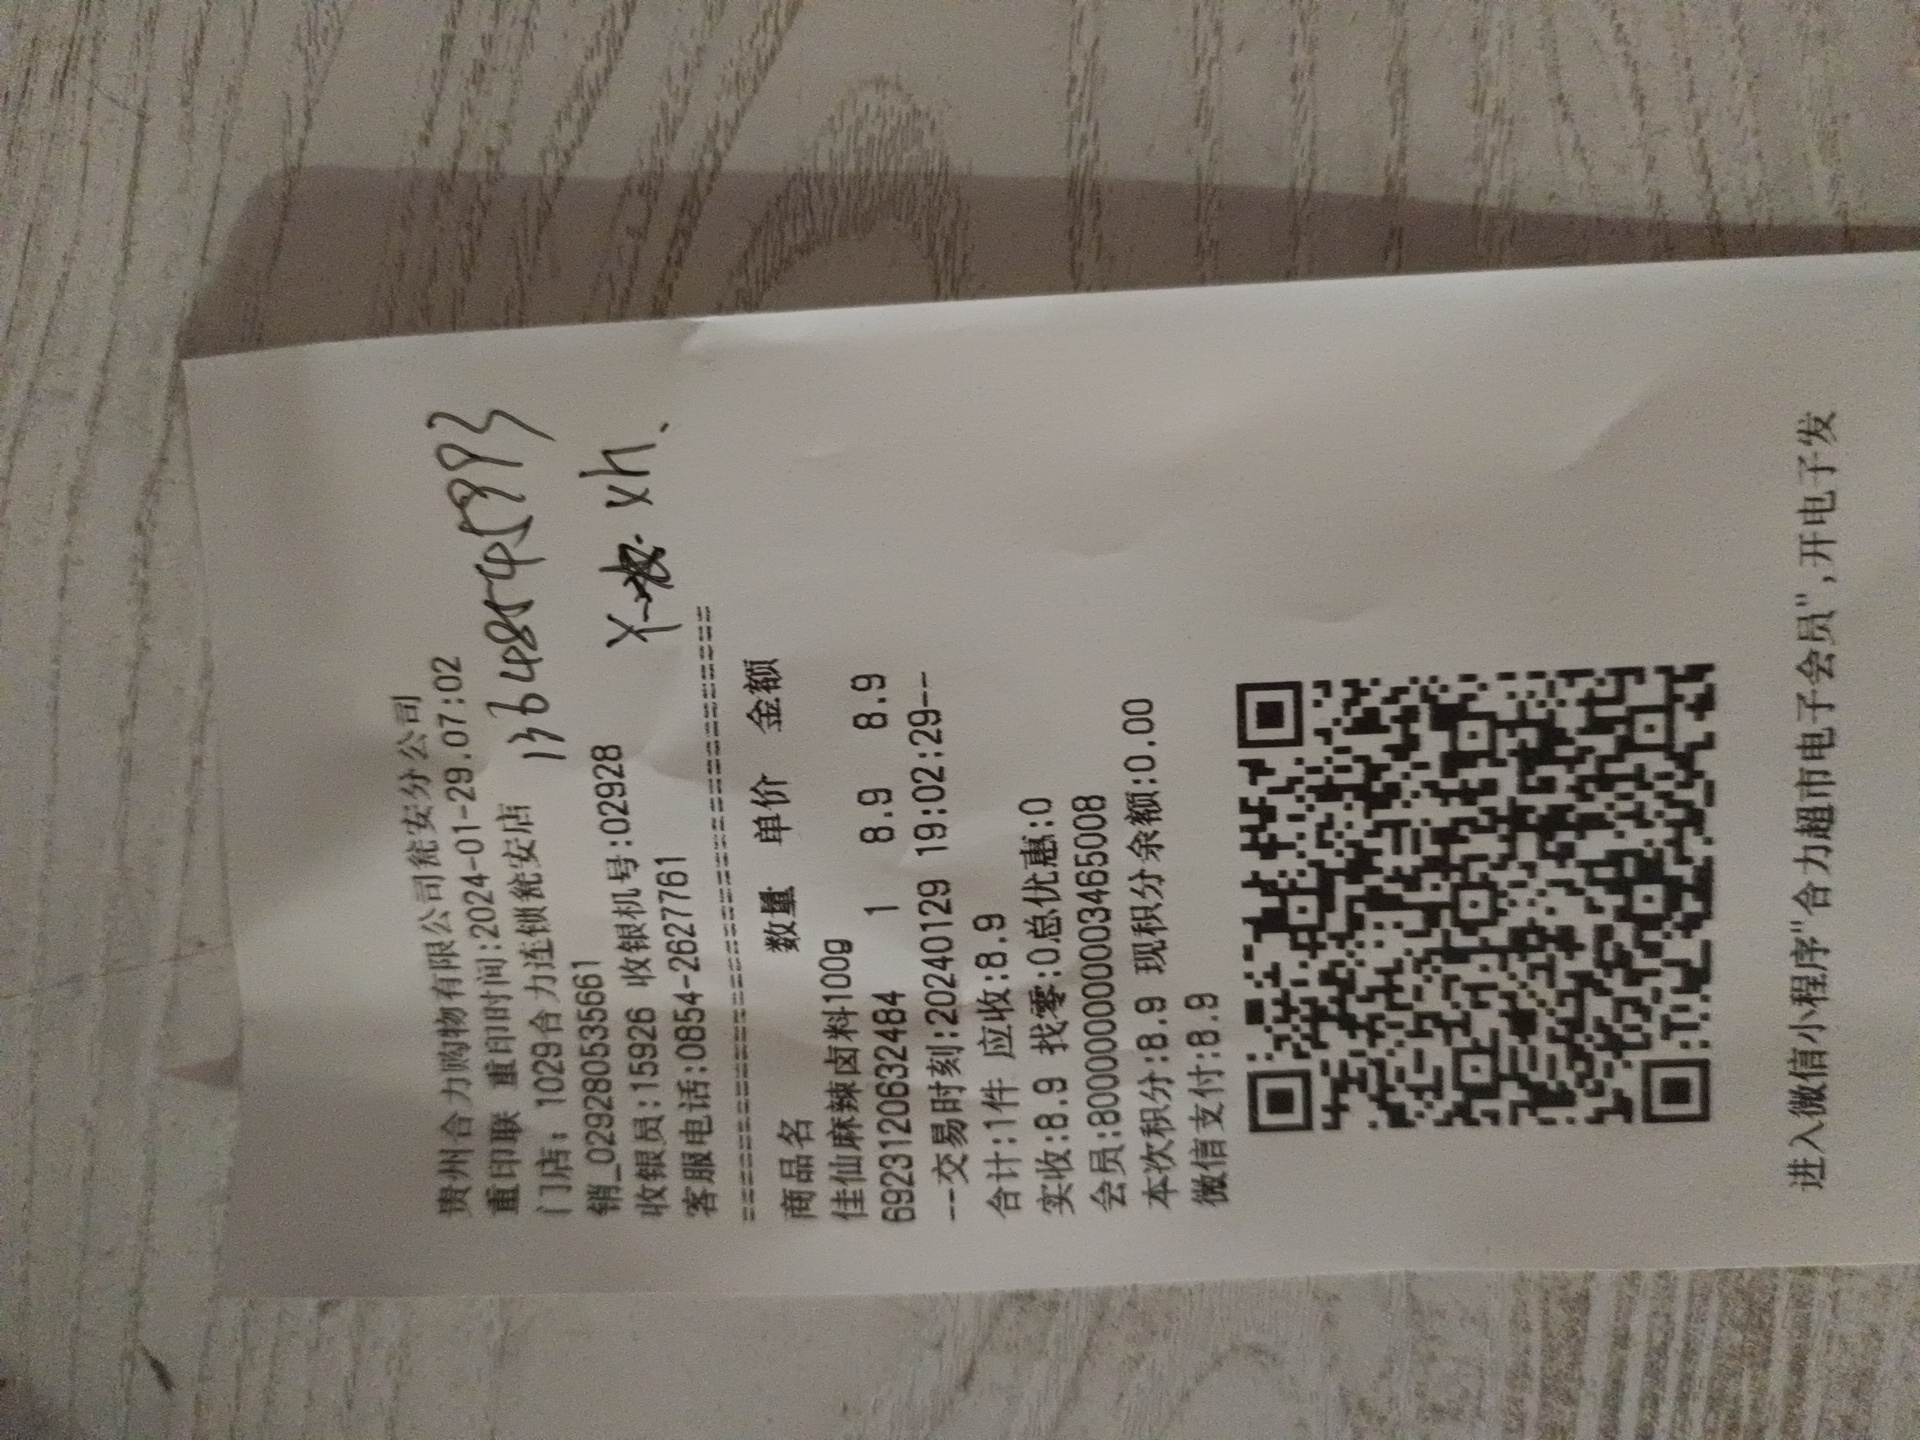 贵州合力购物有限公司瓮安分公司
重印联 重印时间:2024-01-29.07:02
门店: 1029合力连锁瓮安店
销_0292805353661
收银员:15926 收银机号:02928
客服电话:0854-2627761
商品名 数量 单价 金额
佳仙麻辣卤料100g
6923120632484 1 8.9 8.9
--交易时刻:20240129 19:02:29--
合计:1件 应收:8.9
实收:8.9 找零:0总优惠:0
会员:8000000000003465008
本次积分:8.9 现积分余额:0.00
微信支付:8.9
进入微信小程序"合力超市电子会员",开电子发